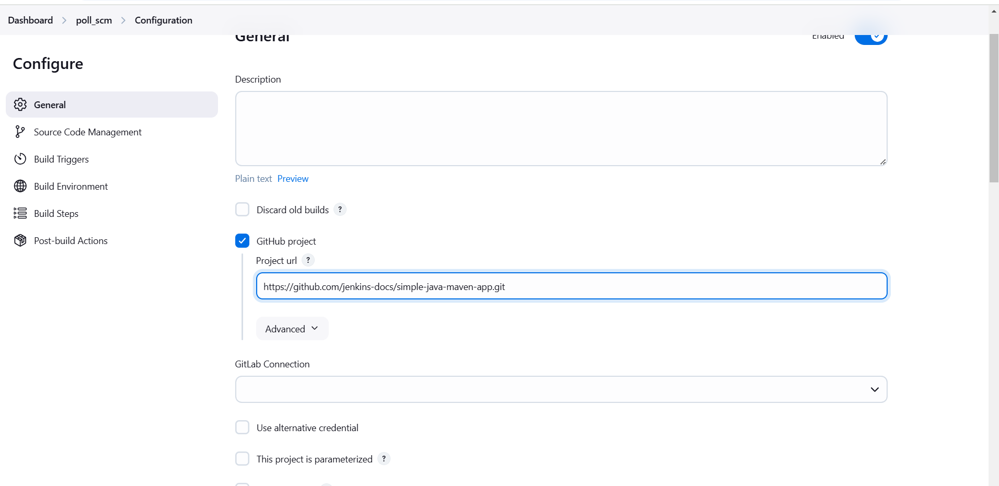 Dashboard > poll_scm > Configuration
General
Enabled
Configure
General
Source Code Management
Build Triggers
Build Environment
Build Steps
Post-build Actions
Description
Plain text Preview
Discard old builds ?
GitHub project
Project url ?
https://github.com/jenkins-docs/simple-java-maven-app.git
Advanced
GitLab Connection
Use alternative credential
This project is parameterized ?